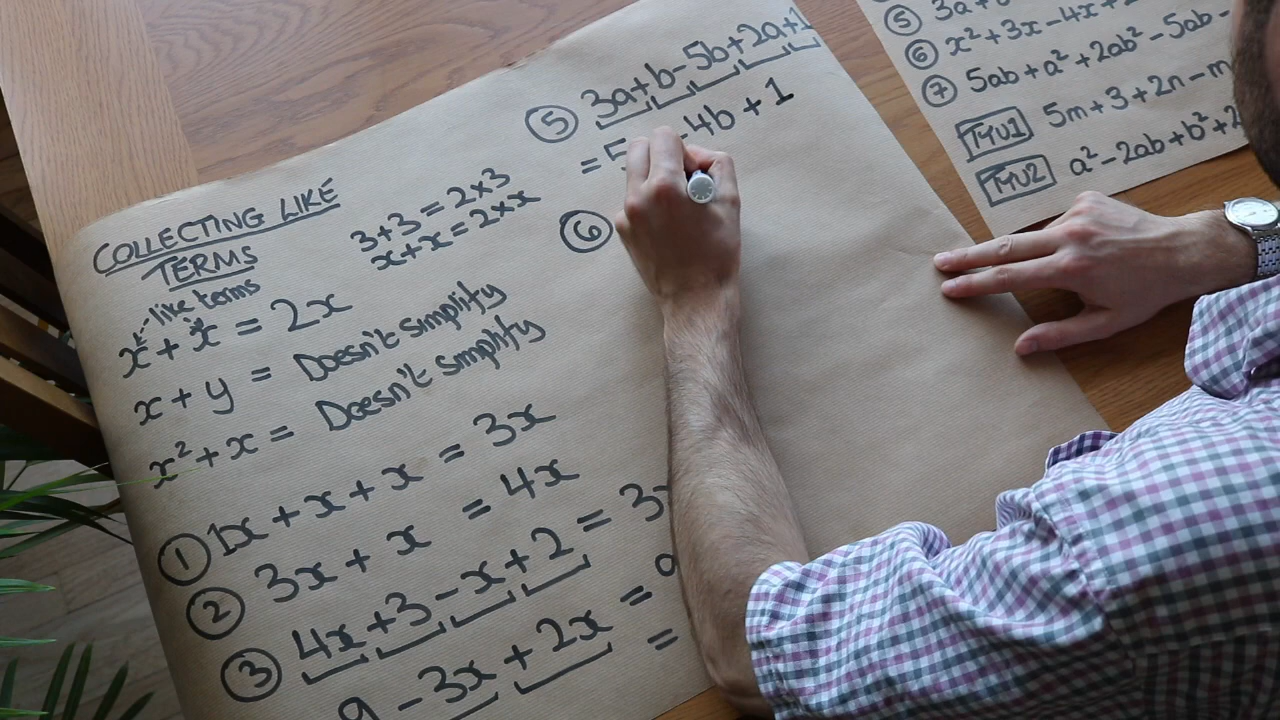 COLLECTING LIKE
TERMS
like terms
x + x = 2x
3+3 = 2×3
x+x = 2×x
x + y = Doesn't simplify
x² + x = Doesn't simplify
① 1x + x + x = 3x
② 3x + x = 4x
③ 4x + 3 - x + 2 = 3
9 - 3x + 2x = 9
=
⑤ 3a+b-5b+2a+1
= 5 -4b + 1
⑥
⑤ 3a+
⑥ x²+3x-4x+
⑦ 5ab+a²+2ab²-5ab-
TYU1 5m+3+2n-m
TYU2 a²-2ab+b²+2